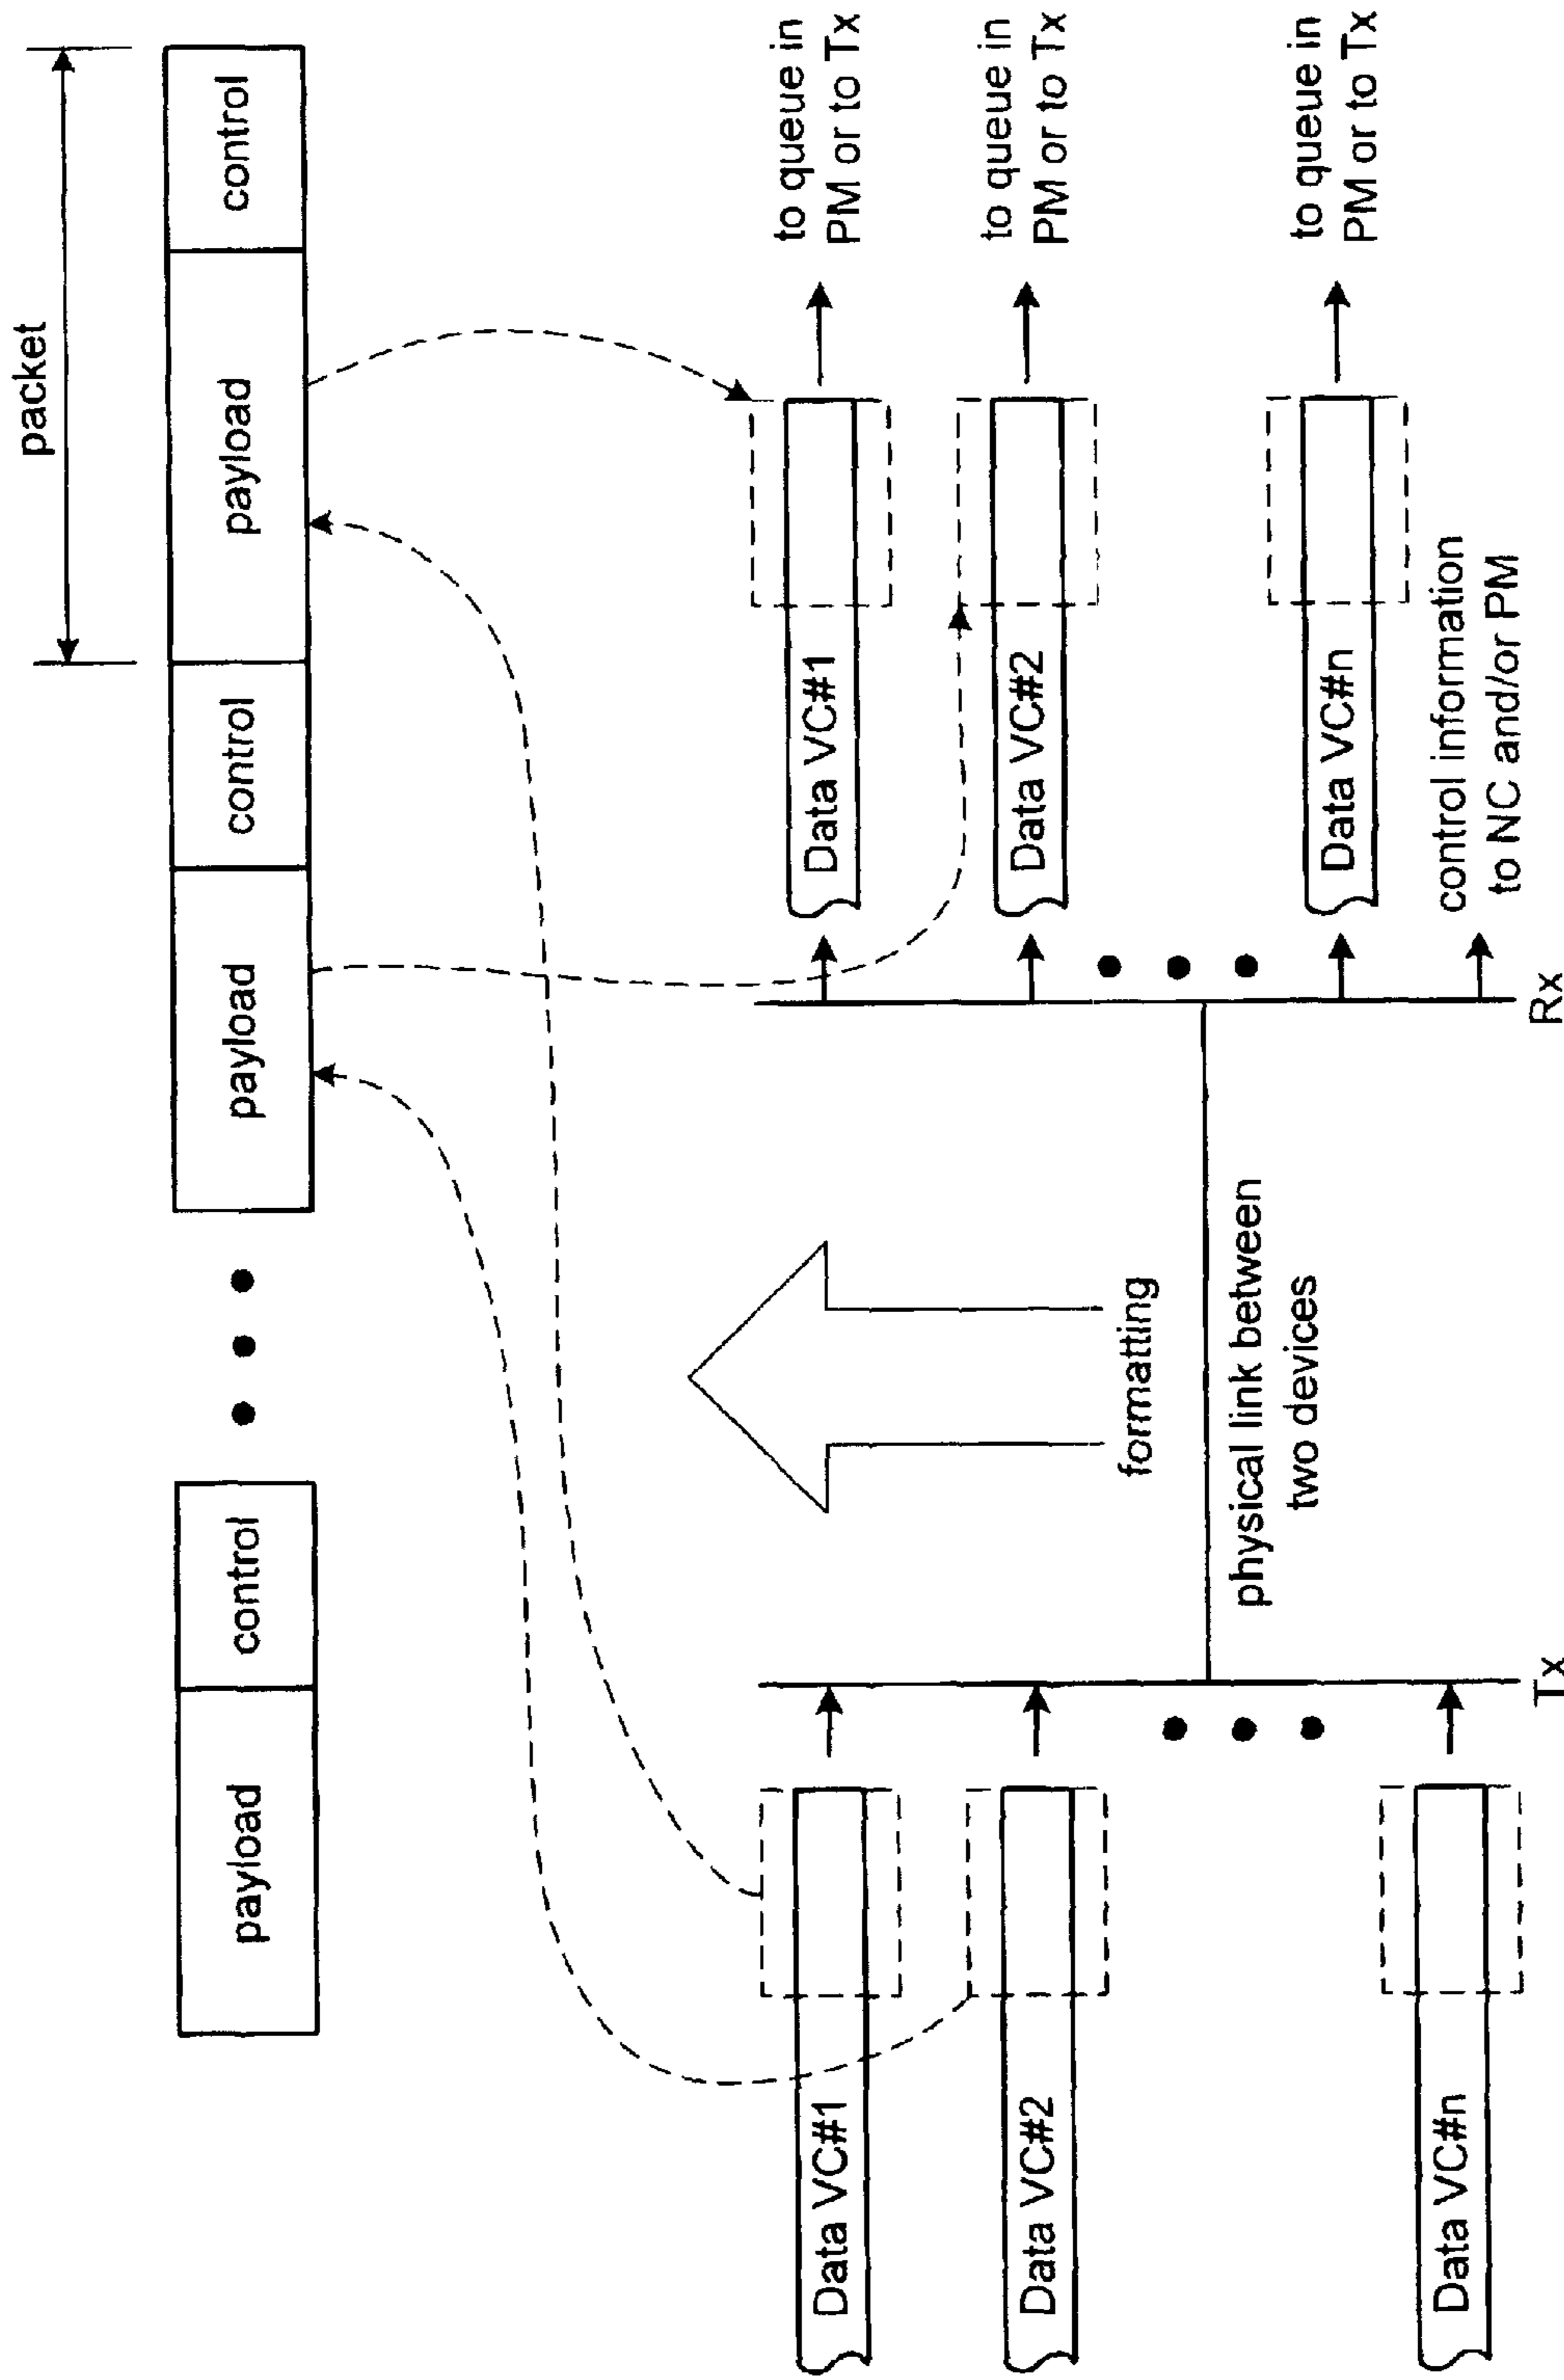 packet
payload
control
payload
control
payload
control
formatting
Data VC#1
Data VC#2
Data VC#n
Tx
physical link between
two devices
Rx
Data VC#1
Data VC#2
Data VC#n
to queue in
PM or to Tx
to queue in
PM or to Tx
to queue in
PM or to Tx
control information
to NC and/or PM